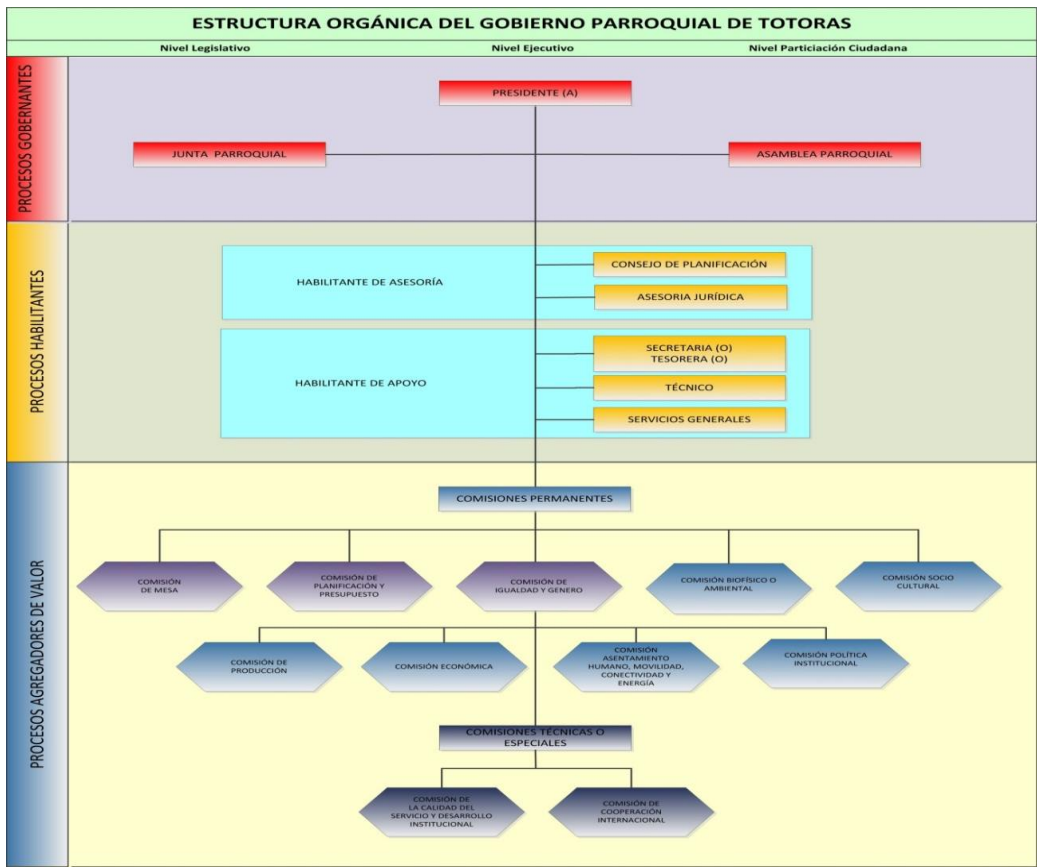 ESTRUCTURA ORGÁNICA DEL GOBIERNO PARROQUIAL DE TOTORAS
Nivel Legislativo
Nivel Ejecutivo
Nivel Particiación Ciudadana
PROCESOS GOBERNANTES
PRESIDENTE (A)
JUNTA PARROQUIAL
ASAMBLEA PARROQUIAL
PROCESOS HABILITANTES
HABILITANTE DE ASESORÍA
CONSEJO DE PLANIFICACIÓN
ASESORIA JURÍDICA
HABILITANTE DE APOYO
SECRETARIA (O)
TESORERA (O)
TÉCNICO
SERVICIOS GENERALES
PROCESOS AGREGADORES DE VALOR
COMISIONES PERMANENTES
COMISIÓN
DE MESA
COMISIÓN DE
PLANIFICACIÓN Y
PRESUPUESTO
COMISIÓN DE
IGUALDAD Y GENERO
COMISIÓN BIOFÍSICO O
AMBIENTAL
COMISIÓN SOCIO
CULTURAL
COMISIÓN DE
PRODUCCIÓN
COMISIÓN ECONÓMICA
COMISIÓN
ASENTAMIENTO
HUMANO, MOVILIDAD,
CONECTIVIDAD Y
ENERGÍA
COMISIÓN POLÍTICA
INSTITUCIONAL
COMISIONES TÉCNICAS O
ESPECIALES
COMISIÓN DE
LA CALIDAD DEL
SERVICIO Y DESARROLLO
INSTITUCIONAL
COMISIÓN DE
COOPERACIÓN
INTERNACIONAL